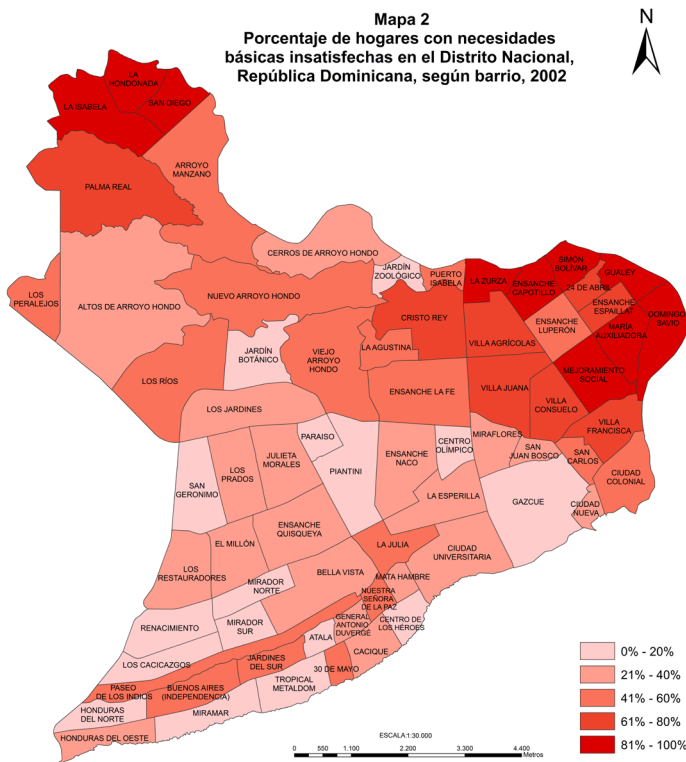 Mapa 2
Porcentaje de hogares con necesidades
básicas insatisfechas en el Distrito Nacional,
República Dominicana, según barrio, 2002
N
LA
HONDONADA
LA ISABELA
SAN DIEGO
ARROYO
MANZANO
PALMA REAL
CERROS DE ARROYO HONDO
JARDÍN
ZOOLÓGICO
PUERTO
ISABELA
LA ZURZA
ENSANCHE
CAPOTILLO
SIMÓN
BOLÍVAR
GUALEY
24 DE ABRIL
ENSANCHE
ESPAILLAT
DOMINGO
SAVIO
LOS
PERALEJOS
ALTOS DE ARROYO HONDO
NUEVO ARROYO HONDO
CRISTO REY
ENSANCHE
LUPERÓN
MARÍA
AUXILIADORA
VILLA AGRÍCOLAS
LA AGUSTINA
JARDÍN
BOTÁNICO
VIEJO
ARROYO
HONDO
MEJORAMIENTO
SOCIAL
LOS RÍOS
ENSANCHE LA FE
VILLA JUANA
VILLA
CONSUELO
LOS JARDINES
VILLA
FRANCISCA
PARAISO
CENTRO
OLÍMPICO
MIRAFLORES
SAN
JUAN BOSCO
SAN
CARLOS
CIUDAD
COLONIAL
JULIETA
MORALES
LOS
PRADOS
PIANTINI
ENSANCHE
NACO
SAN
GERONIMO
LA ESPERILLA
GAZCUE
CIUDAD
NUEVA
ENSANCHE
QUISQUEYA
EL MILLÓN
LA JULIA
CIUDAD
UNIVERSITARIA
LOS
RESTAURADORES
MIRADOR
NORTE
BELLA VISTA
MATA HAMBRE
NUESTRA
SEÑORA
DE LA PAZ
RENACIMIENTO
MIRADOR
SUR
ATALA
GENERAL
ANTONIO
DUVERGÉ
CENTRO DE
LOS HÉROES
CACIQUE
LOS CACICAZGOS
JARDINES
DEL SUR
30 DE MAYO
PASEO
DE LOS INDIOS
BUENOS AIRES
(INDEPENDENCIA)
TROPICAL
METALDOM
HONDURAS
DEL NORTE
MIRAMAR
HONDURAS DEL OESTE
0% - 20%
21% - 40%
41% - 60%
61% - 80%
81% - 100%
ESCALA:1:30.000
0 550 1.100 2.200 3.300 4.400
Metros